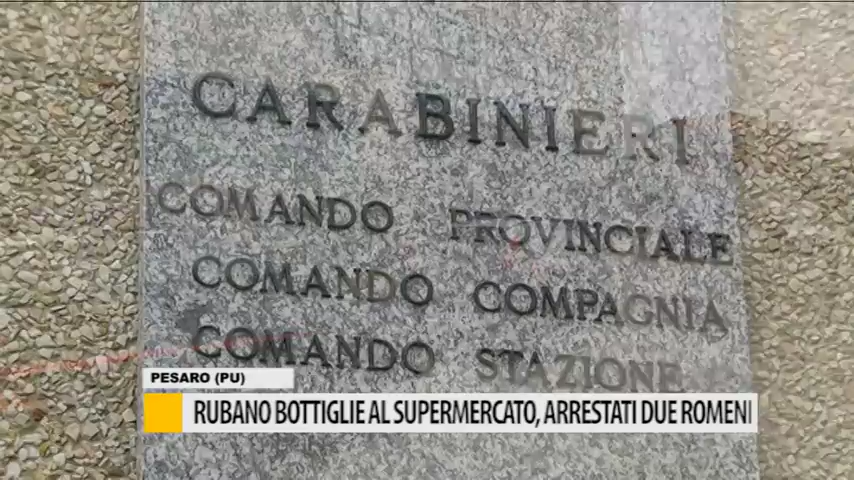 CARABINIERI
COMANDO PROVINCIALE
COMANDO COMPAGNIA
COMANDO STAZIONE
PESARO (PU)
RUBANO BOTTIGLIE AL SUPERMERCATO, ARRESTATI DUE ROMENI